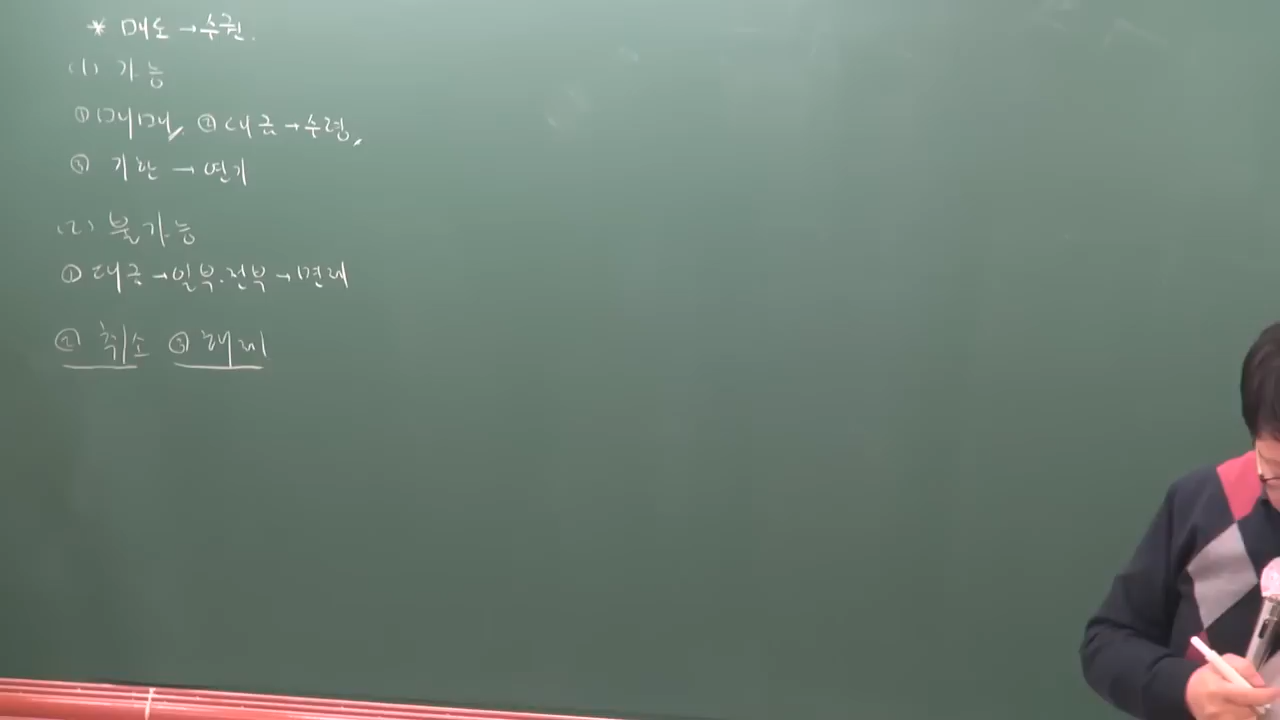 * 매도 → 수권.
(1) 가능
① 매매, ② 대금 → 수령,
③ 기한 → 연기
(2) 불가능
① 대금 → 일부·전부 → 면제
② 취소 ③ 해제